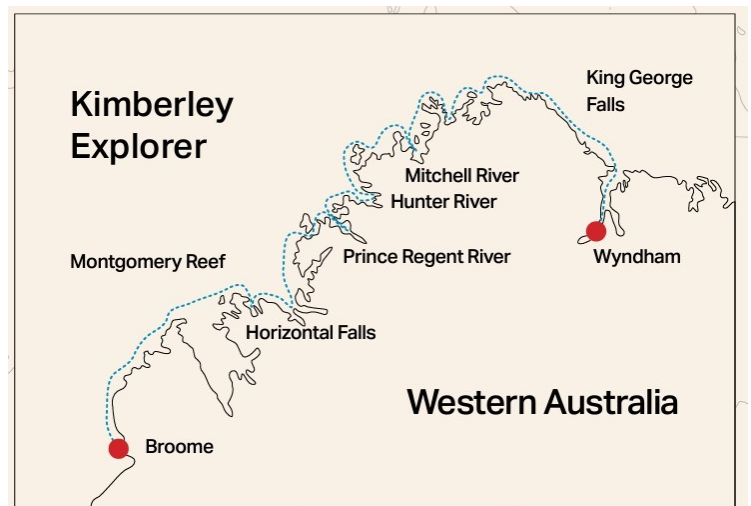 Kimberley
Explorer
King George
Falls
Mitchell River
Hunter River
Prince Regent River
Wyndham
Montgomery Reef
Horizontal Falls
Western Australia
Broome